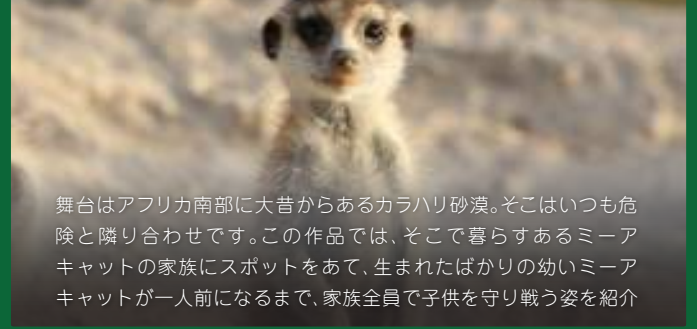 舞台はアフリカ南部に大昔からあるカラハリ砂漠。そこはいつも危
険と隣り合わせです。この作品では、そこで暮らすあるミーア
キャットの家族にスポットをあて、生まれたばかりの幼いミーア
キャットが一人前になるまで、家族全員で子供を守り戦う姿を紹介